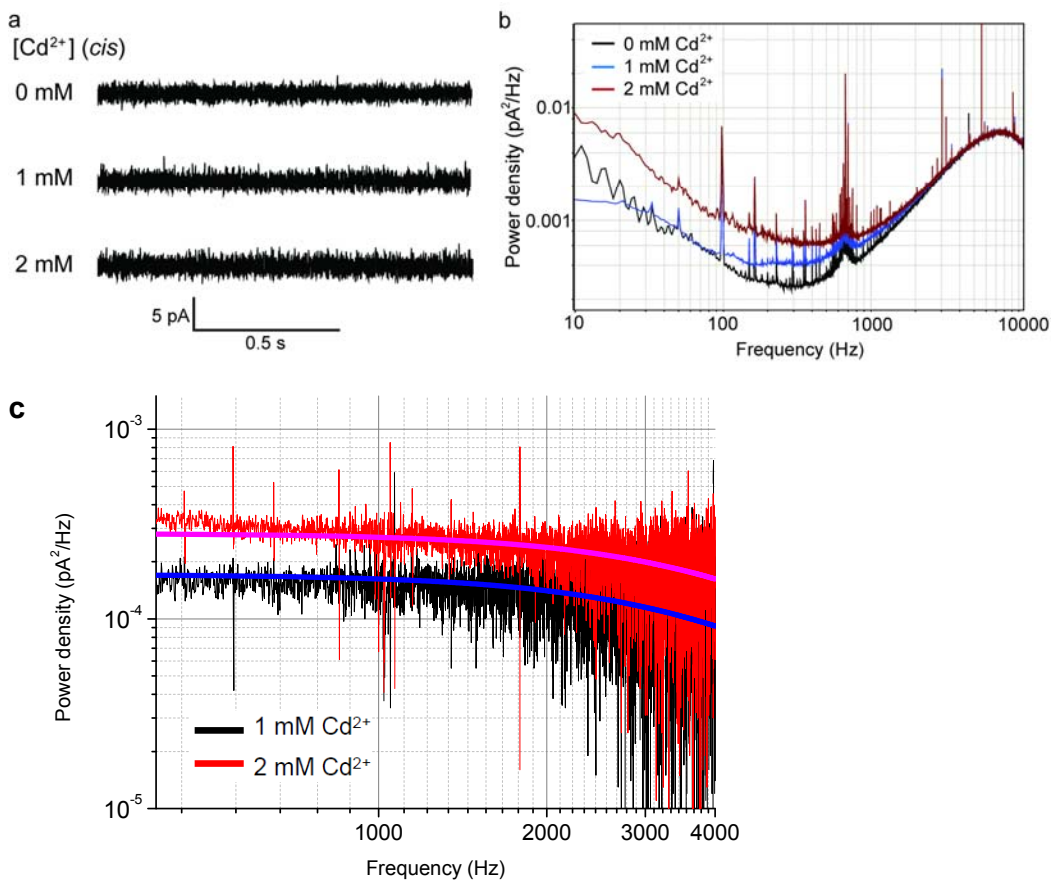 a
[Cd²⁺] (cis)
0 mM
1 mM
2 mM
5 pA
0.5 s
b
0 mM Cd²⁺
1 mM Cd²⁺
2 mM Cd²⁺
0.01
0.001
Power density (pA²/Hz)
10
100
1000
10000
Frequency (Hz)
c
10⁻³
10⁻⁴
10⁻⁵
Power density (pA²/Hz)
1 mM Cd²⁺
2 mM Cd²⁺
1000
2000
3000
4000
Frequency (Hz)